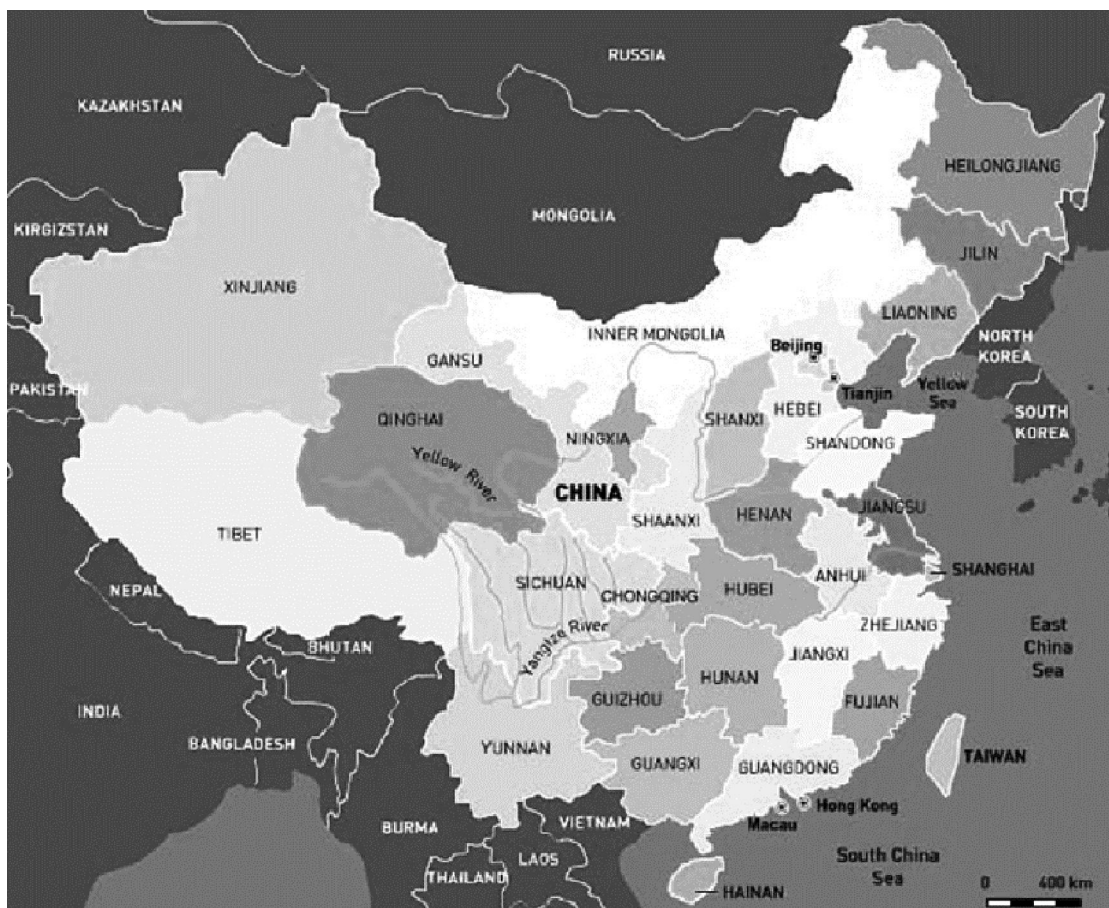 RUSSIA
KAZAKHSTAN
HEILONGJIANG
MONGOLIA
KIRGIZSTAN
JILIN
XINJIANG
LIAONING
INNER MONGOLIA
NORTH
KOREA
Beijing
GANSU
PAKISTAN
Tianjin
Yellow
Sea
HEBEI
QINGHAI
SHANXI
SOUTH
KOREA
NINGXIA
SHANDONG
Yellow River
CHINA
JIANGSU
HENAN
SHAANXI
TIBET
SHANGHAI
ANHUI
SICHUAN
HUBEI
NEPAL
CHONGQING
ZHEJIANG
East
China
Sea
Yangtze River
BHUTAN
JIANGXI
HUNAN
GUIZHOU
FUJIAN
INDIA
BANGLADESH
YUNNAN
TAIWAN
GUANGXI
GUANGDONG
Hong Kong
Macau
BURMA
VIETNAM
South China
Sea
LAOS
THAILAND
HAINAN
0 400 km